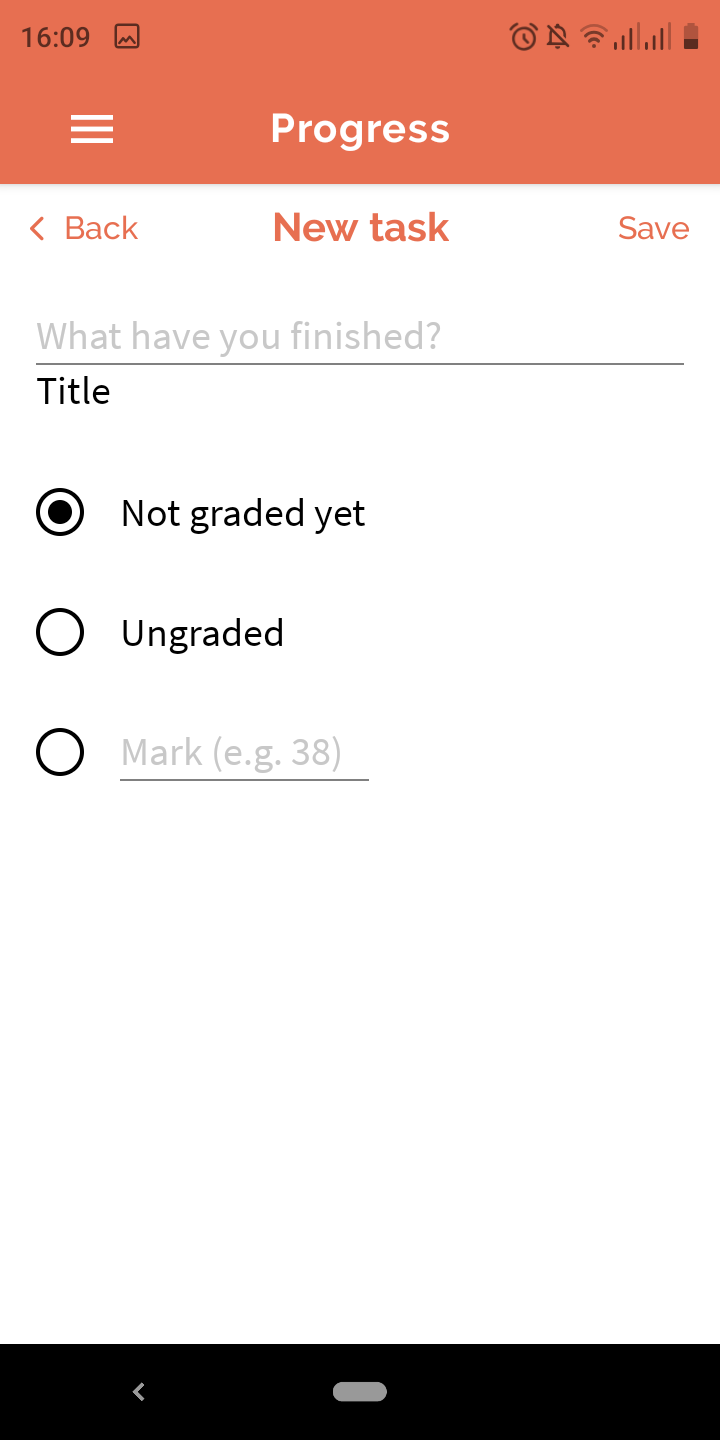 16:09
Progress
Back New task Save
What have you finished?
Title
Not graded yet
Ungraded
Mark (e.g. 38)